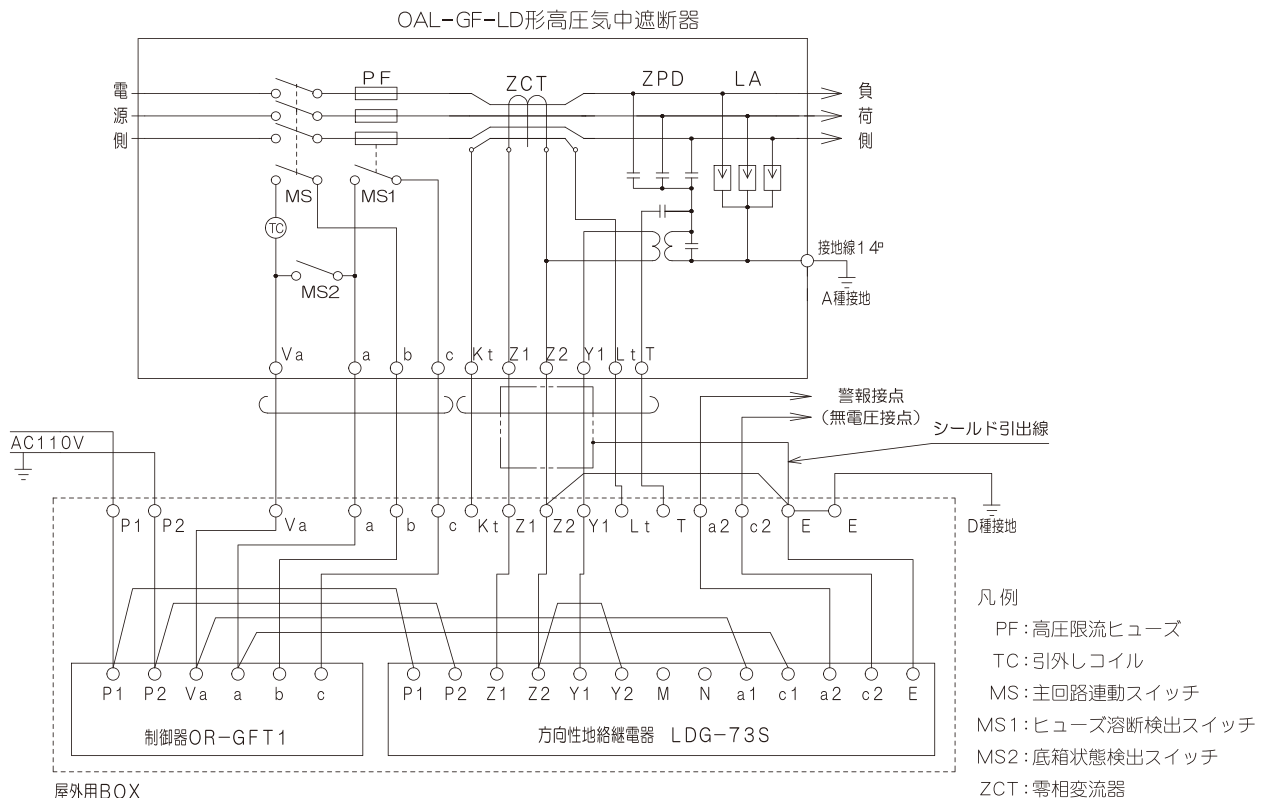 OAL-GF-LD形高圧気中遮断器
PF
ZCT
ZPD
LA
電源側
負荷側
MS
MS1
TC
MS2
接地線14□
A種接地
Va a b c Kt Z1 Z2 Y1 Lt T
警報接点
(無電圧接点)
シールド引出線
AC110V
P1 P2 Va a b c Kt Z1 Z2 Y1 Lt T a2 c2 E E
D種接地
P1 P2 Va a b c
制御器OR-GFT1
P1 P2 Z1 Z2 Y1 Y2 M N a1 c1 a2 c2 E
方向性地絡継電器 LDG-73S
屋外用BOX
凡例
PF:高圧限流ヒューズ
TC:引外しコイル
MS:主回路連動スイッチ
MS1:ヒューズ溶断検出スイッチ
MS2:底箱状態検出スイッチ
ZCT:零相変流器